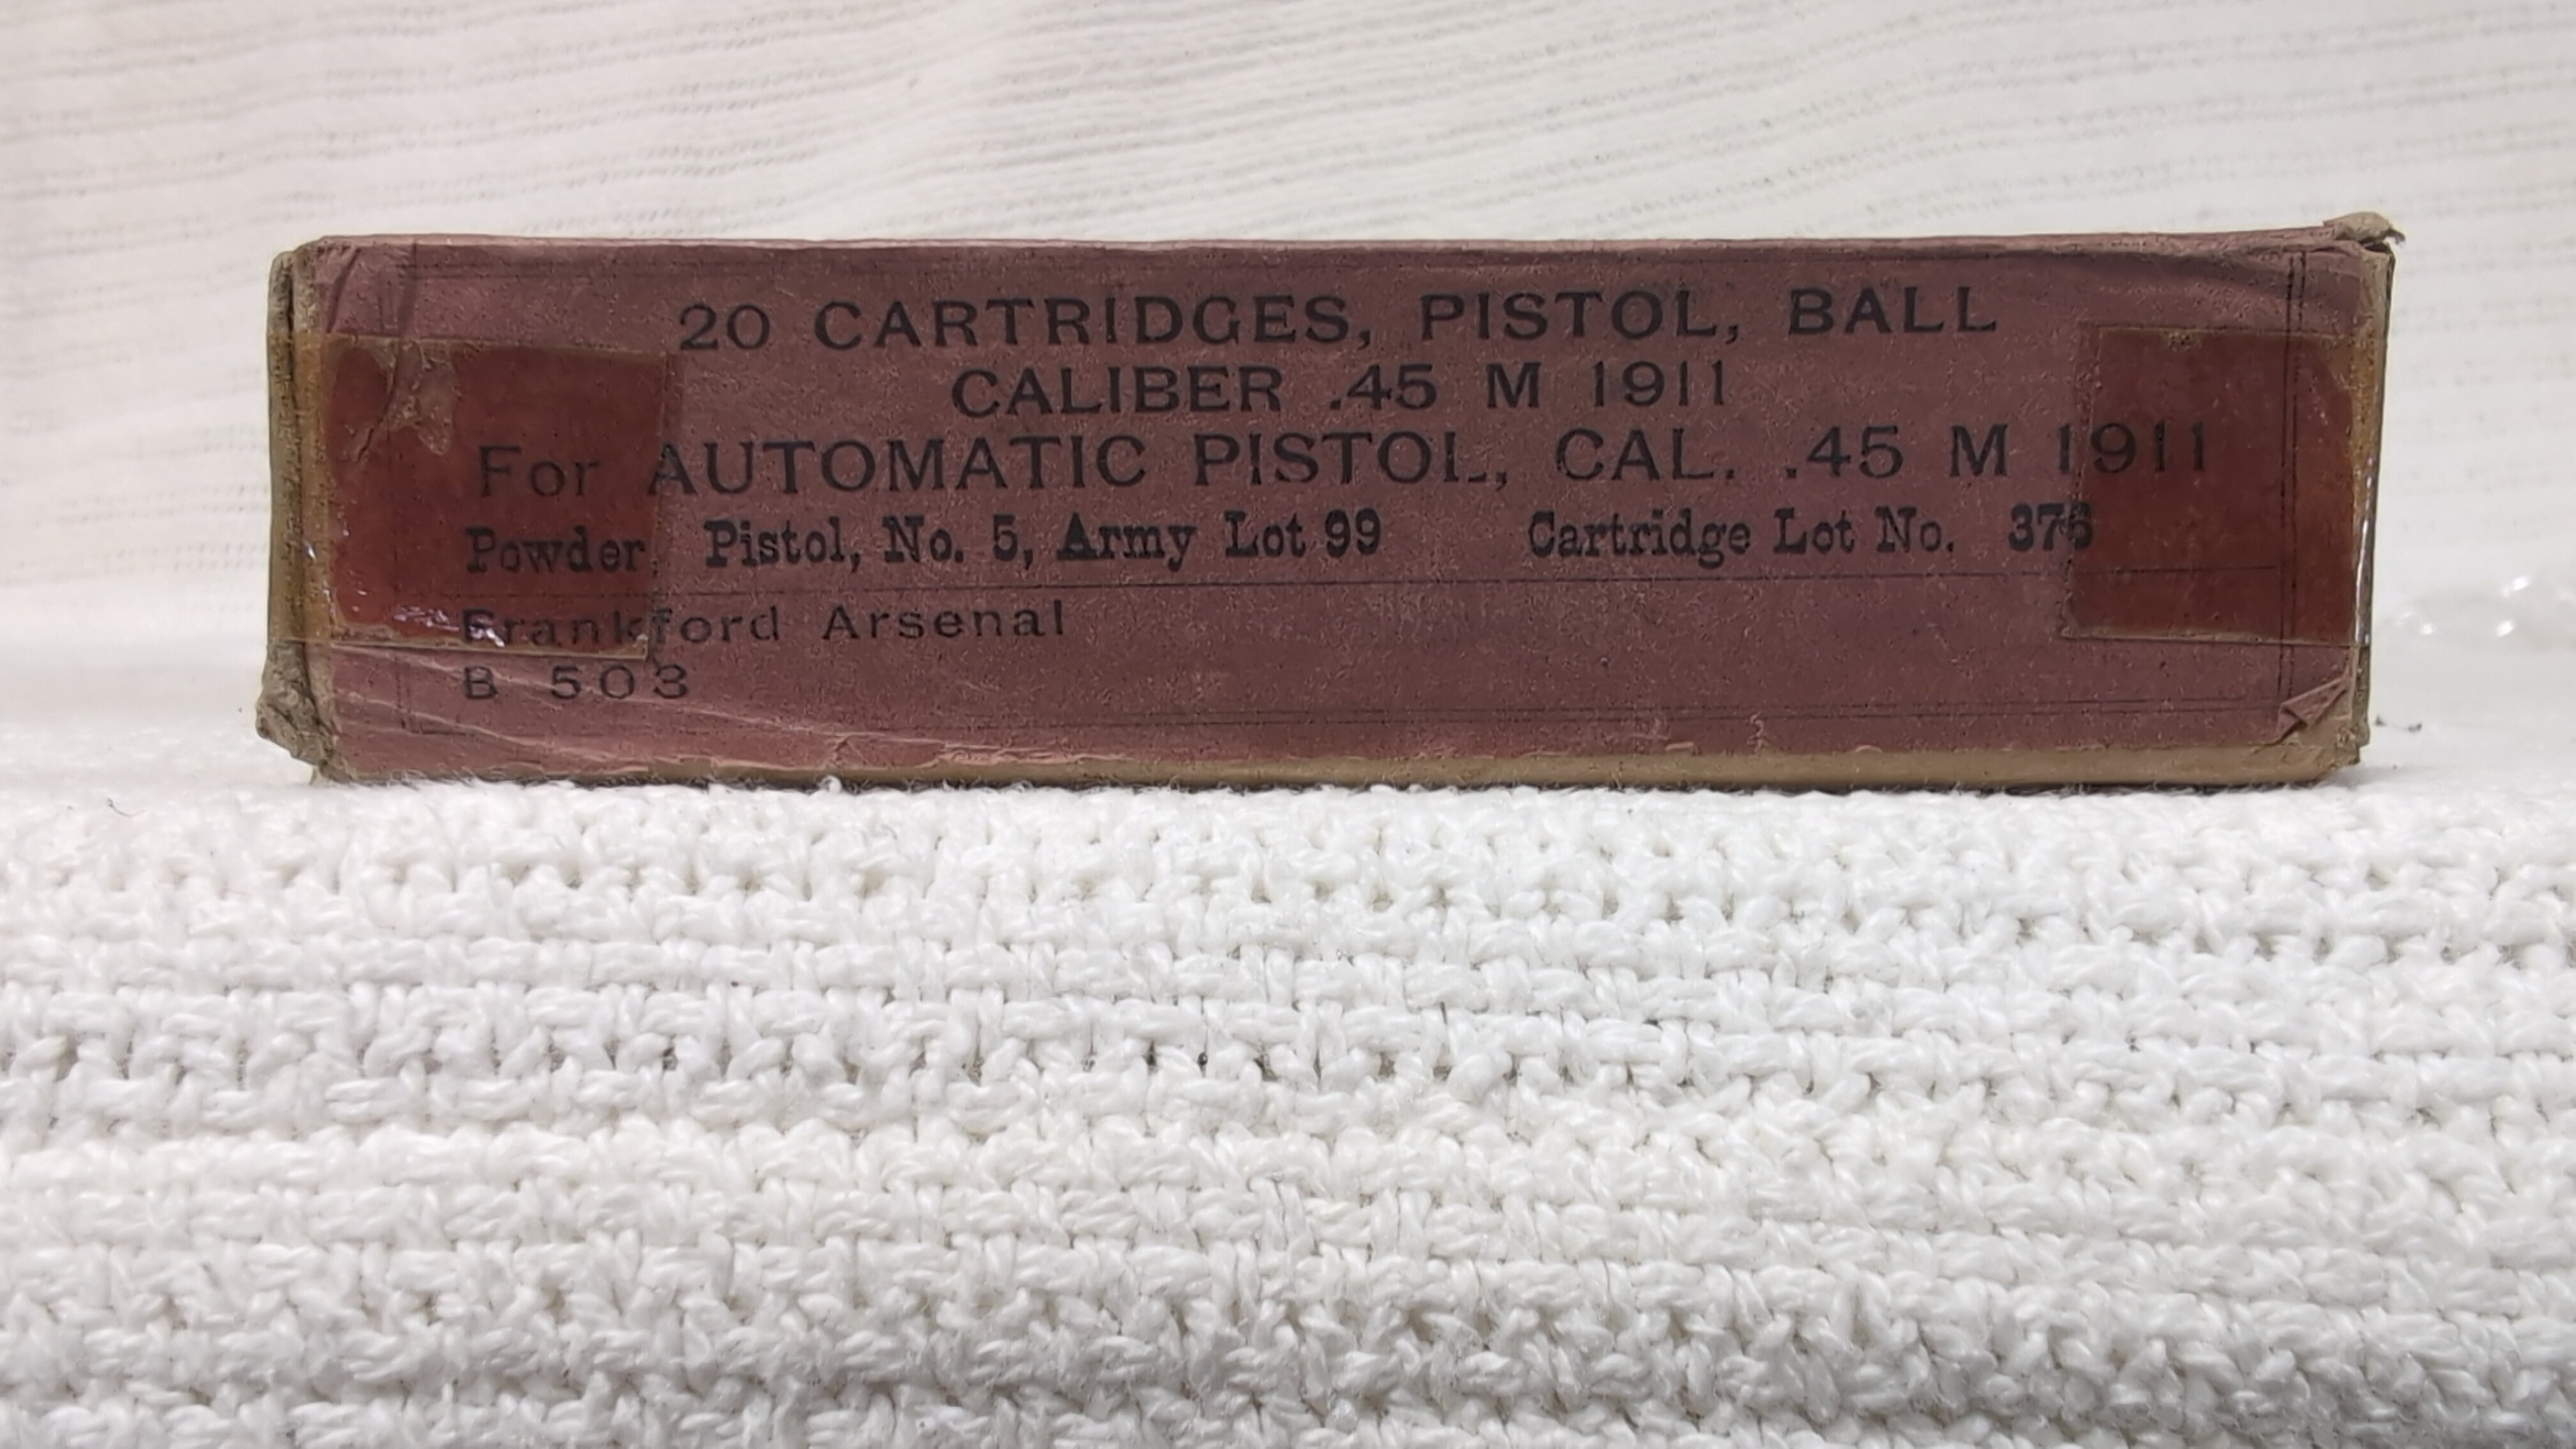 20 CARTRIDGES, PISTOL, BALL
CALIBER .45 M 1911
For AUTOMATIC PISTOL, CAL. .45 M 1911
Powder Pistol, No. 5, Army Lot 99 Cartridge Lot No. 376
Frankford Arsenal
B 503